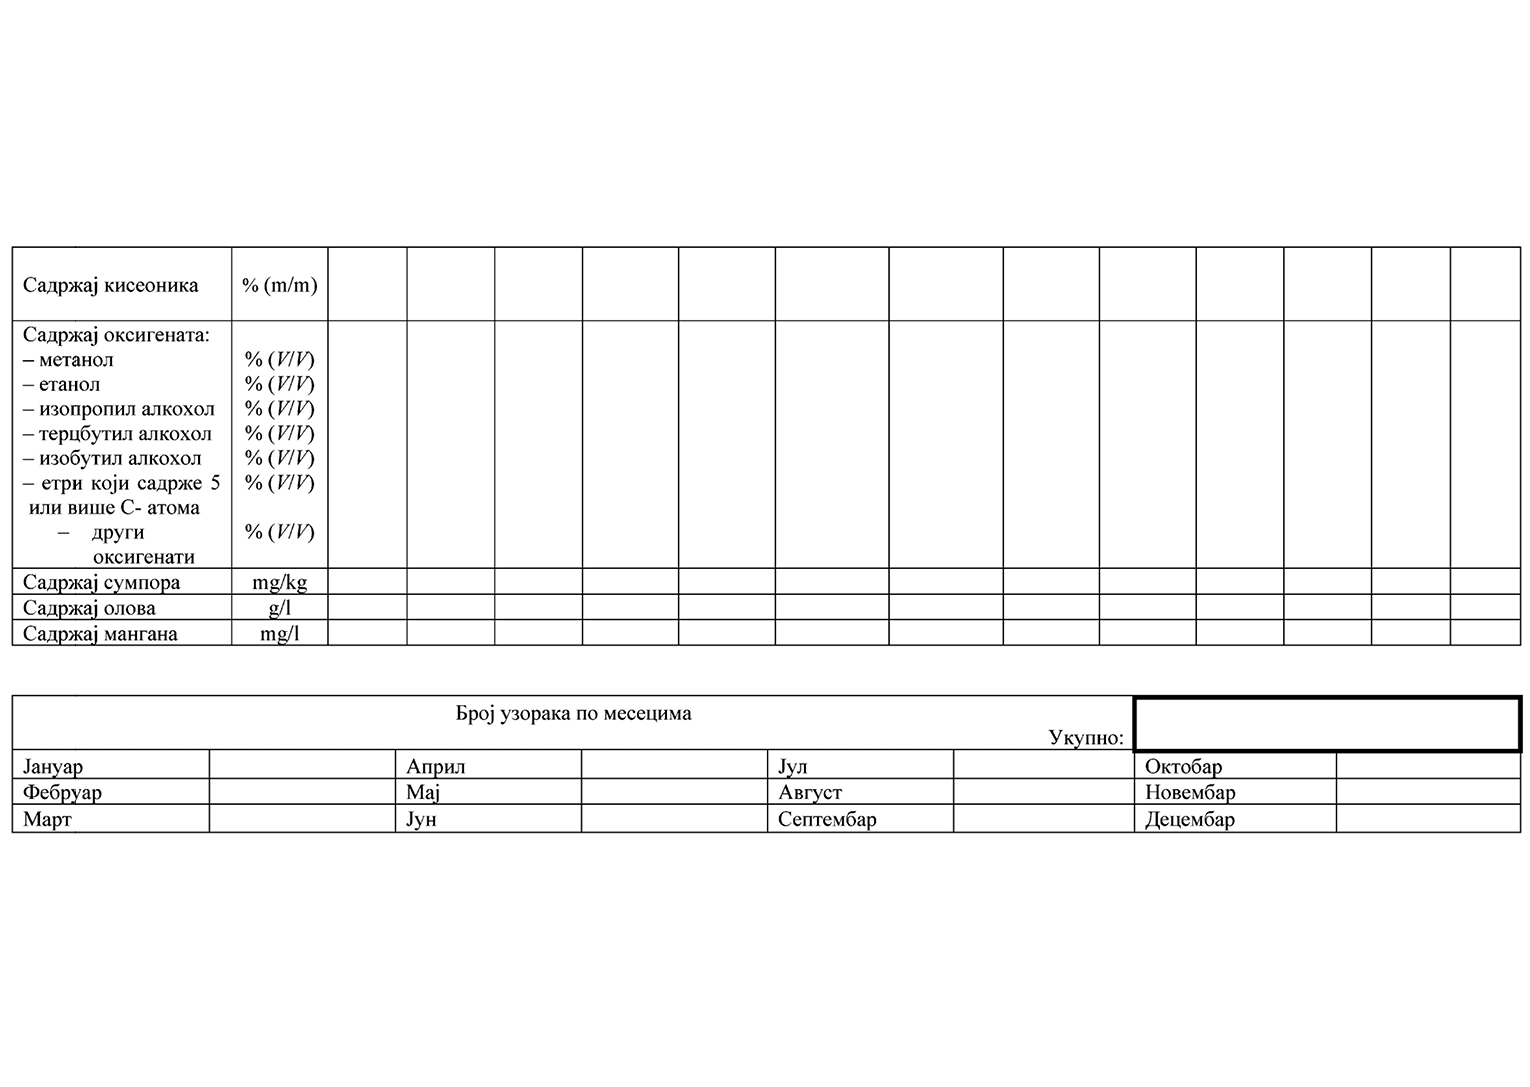 Садржај кисеоника % (m/m)
Садржај оксигената:
– метанол % (V/V)
– етанол % (V/V)
– изопропил алкохол % (V/V)
– терцбутил алкохол % (V/V)
– изобутил алкохол % (V/V)
– етри који садрже 5 % (V/V)
или више С- атома
– други % (V/V)
оксигенати
Садржај сумпора mg/kg
Садржај олова g/l
Садржај мангана mg/l
Број узорака по месецима
Укупно:
Јануар Април Јул Октобар
Фебруар Мај Август Новембар
Март Јун Септембар Децембар